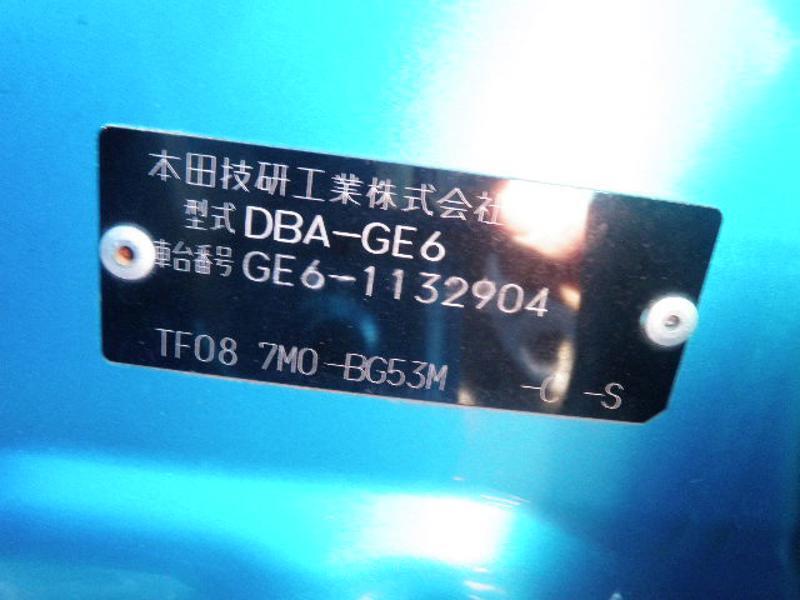 本田技研工業株式会社
型式 DBA-GE6
車台番号 GE6-1132904
TF08 7M0-BG53M -0 -S